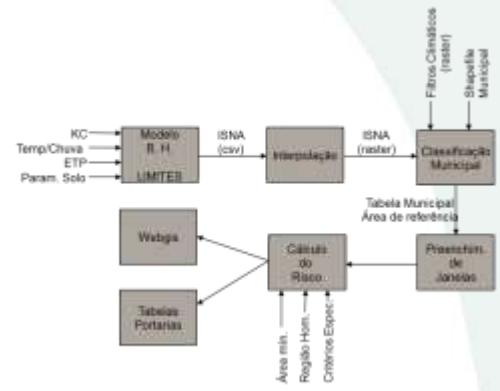 Filtros Climáticos
(raster)
Shapefile
Municipal
KC
Temp/Chuva
ETP
Param. Solo
Modelo
B. H.
LIMITES
ISNA
(csv)
Interpolação
ISNA
(raster)
Classificação
Municipal
Tabela Municipal
Área de referência
Webgis
Cálculo
do
Risco
Preenchim.
de
Janelas
Tabelas
Portarias
Área min.
Região Hom.
Critérios Espec.